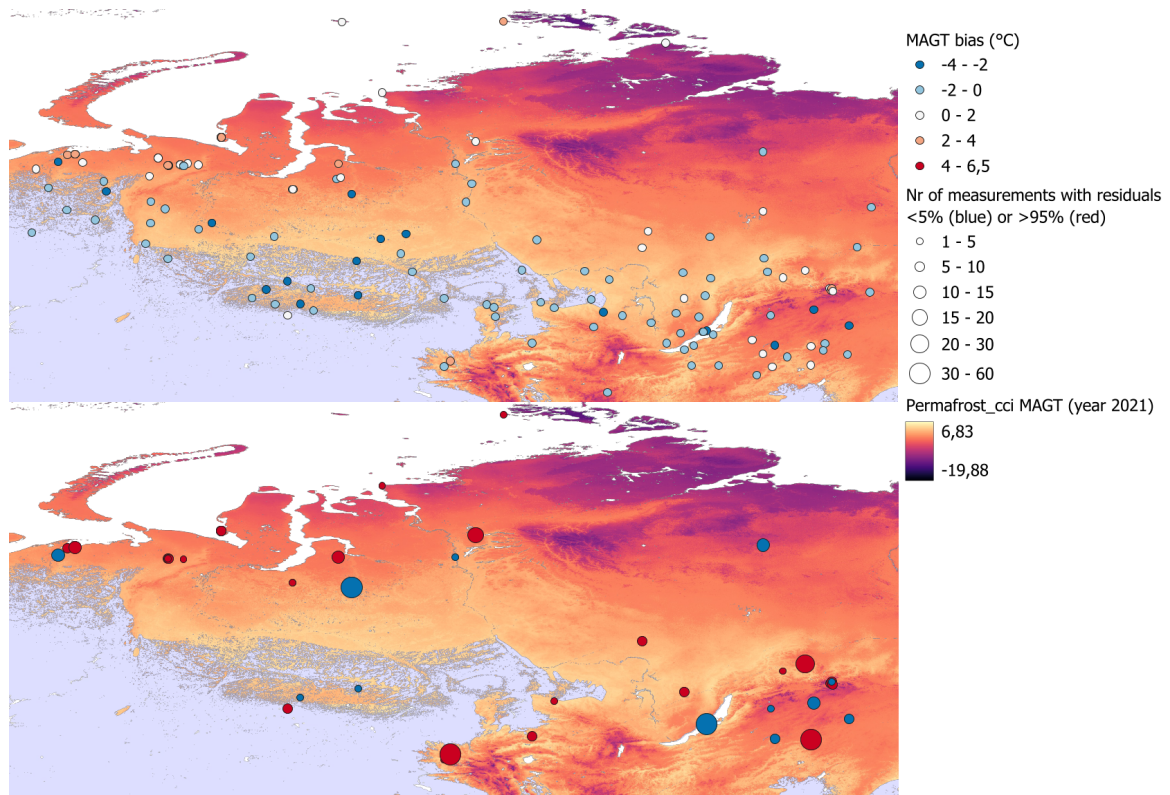 MAGT bias (°C)
-4 - -2
-2 - 0
0 - 2
2 - 4
4 - 6,5
Nr of measurements with residuals
<5% (blue) or >95% (red)
1 - 5
5 - 10
10 - 15
15 - 20
20 - 30
30 - 60
Permafrost_cci MAGT (year 2021)
6,83
-19,88